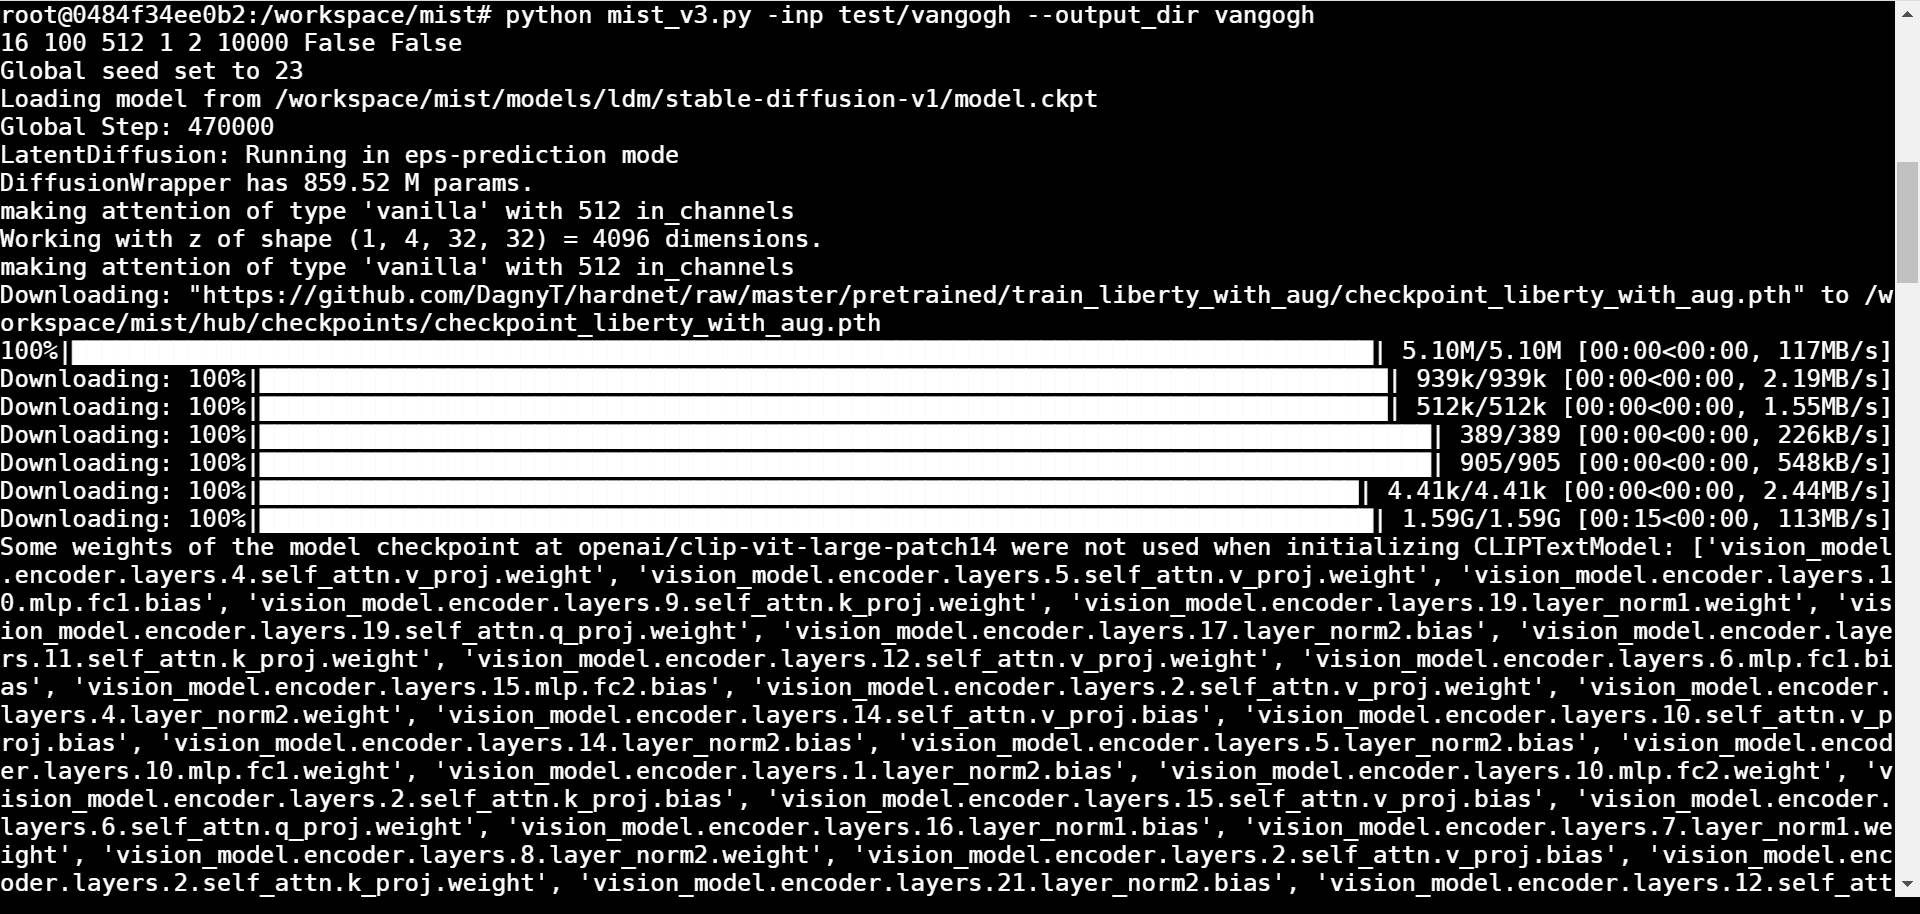 root@0484f34ee0b2:/workspace/mist# python mist_v3.py -inp test/vangogh --output_dir vangogh
16 100 512 1 2 10000 False False
Global seed set to 23
Loading model from /workspace/mist/models/ldm/stable-diffusion-v1/model.ckpt
Global Step: 470000
LatentDiffusion: Running in eps-prediction mode
DiffusionWrapper has 859.52 M params.
making attention of type 'vanilla' with 512 in_channels
Working with z of shape (1, 4, 32, 32) = 4096 dimensions.
making attention of type 'vanilla' with 512 in_channels
Downloading: "https://github.com/DagnyT/hardnet/raw/master/pretrained/train_liberty_with_aug/checkpoint_liberty_with_aug.pth" to /w
orkspace/mist/hub/checkpoints/checkpoint_liberty_with_aug.pth
100%| | 5.10M/5.10M [00:00<00:00, 117MB/s]
Downloading: 100%| | 939k/939k [00:00<00:00, 2.19MB/s]
Downloading: 100%| | 512k/512k [00:00<00:00, 1.55MB/s]
Downloading: 100%| | 389/389 [00:00<00:00, 226kB/s]
Downloading: 100%| | 905/905 [00:00<00:00, 548kB/s]
Downloading: 100%| | 4.41k/4.41k [00:00<00:00, 2.44MB/s]
Downloading: 100%| | 1.59G/1.59G [00:15<00:00, 113MB/s]
Some weights of the model checkpoint at openai/clip-vit-large-patch14 were not used when initializing CLIPTextModel: ['vision_model
.encoder.layers.4.self_attn.v_proj.weight', 'vision_model.encoder.layers.5.self_attn.v_proj.weight', 'vision_model.encoder.layers.1
0.mlp.fc1.bias', 'vision_model.encoder.layers.9.self_attn.k_proj.weight', 'vision_model.encoder.layers.19.layer_norm1.weight', 'vis
ion_model.encoder.layers.19.self_attn.q_proj.weight', 'vision_model.encoder.layers.17.layer_norm2.bias', 'vision_model.encoder.laye
rs.11.self_attn.k_proj.weight', 'vision_model.encoder.layers.12.self_attn.v_proj.weight', 'vision_model.encoder.layers.6.mlp.fc1.bi
as', 'vision_model.encoder.layers.15.mlp.fc2.bias', 'vision_model.encoder.layers.2.self_attn.v_proj.weight', 'vision_model.encoder.
layers.4.layer_norm2.weight', 'vision_model.encoder.layers.14.self_attn.v_proj.bias', 'vision_model.encoder.layers.10.self_attn.v_p
roj.bias', 'vision_model.encoder.layers.14.layer_norm2.bias', 'vision_model.encoder.layers.5.layer_norm2.bias', 'vision_model.encod
er.layers.10.mlp.fc1.weight', 'vision_model.encoder.layers.1.layer_norm2.bias', 'vision_model.encoder.layers.10.mlp.fc2.weight', 'v
ision_model.encoder.layers.2.self_attn.k_proj.bias', 'vision_model.encoder.layers.15.self_attn.v_proj.bias', 'vision_model.encoder.
layers.6.self_attn.q_proj.weight', 'vision_model.encoder.layers.16.layer_norm1.bias', 'vision_model.encoder.layers.7.layer_norm1.we
ight', 'vision_model.encoder.layers.8.layer_norm2.weight', 'vision_model.encoder.layers.2.self_attn.v_proj.bias', 'vision_model.enc
oder.layers.2.self_attn.k_proj.weight', 'vision_model.encoder.layers.21.layer_norm2.bias', 'vision_model.encoder.layers.12.self_att